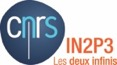 cnrs
IN2P3
Les deux infinis